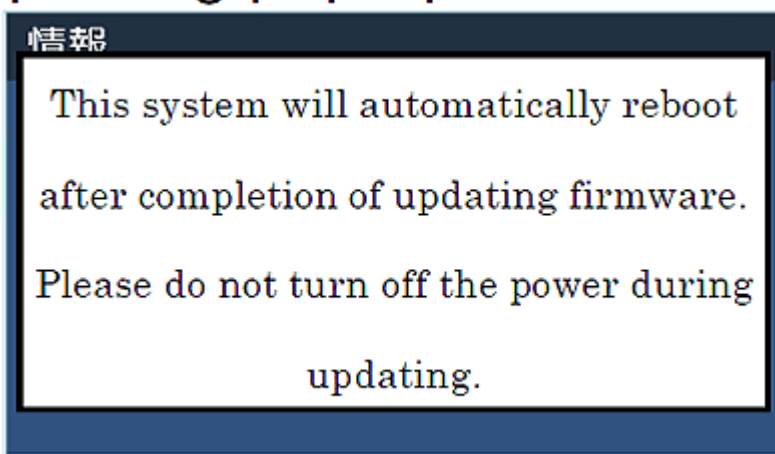 情報
This system will automatically reboot
after completion of updating firmware.
Please do not turn off the power during
updating.